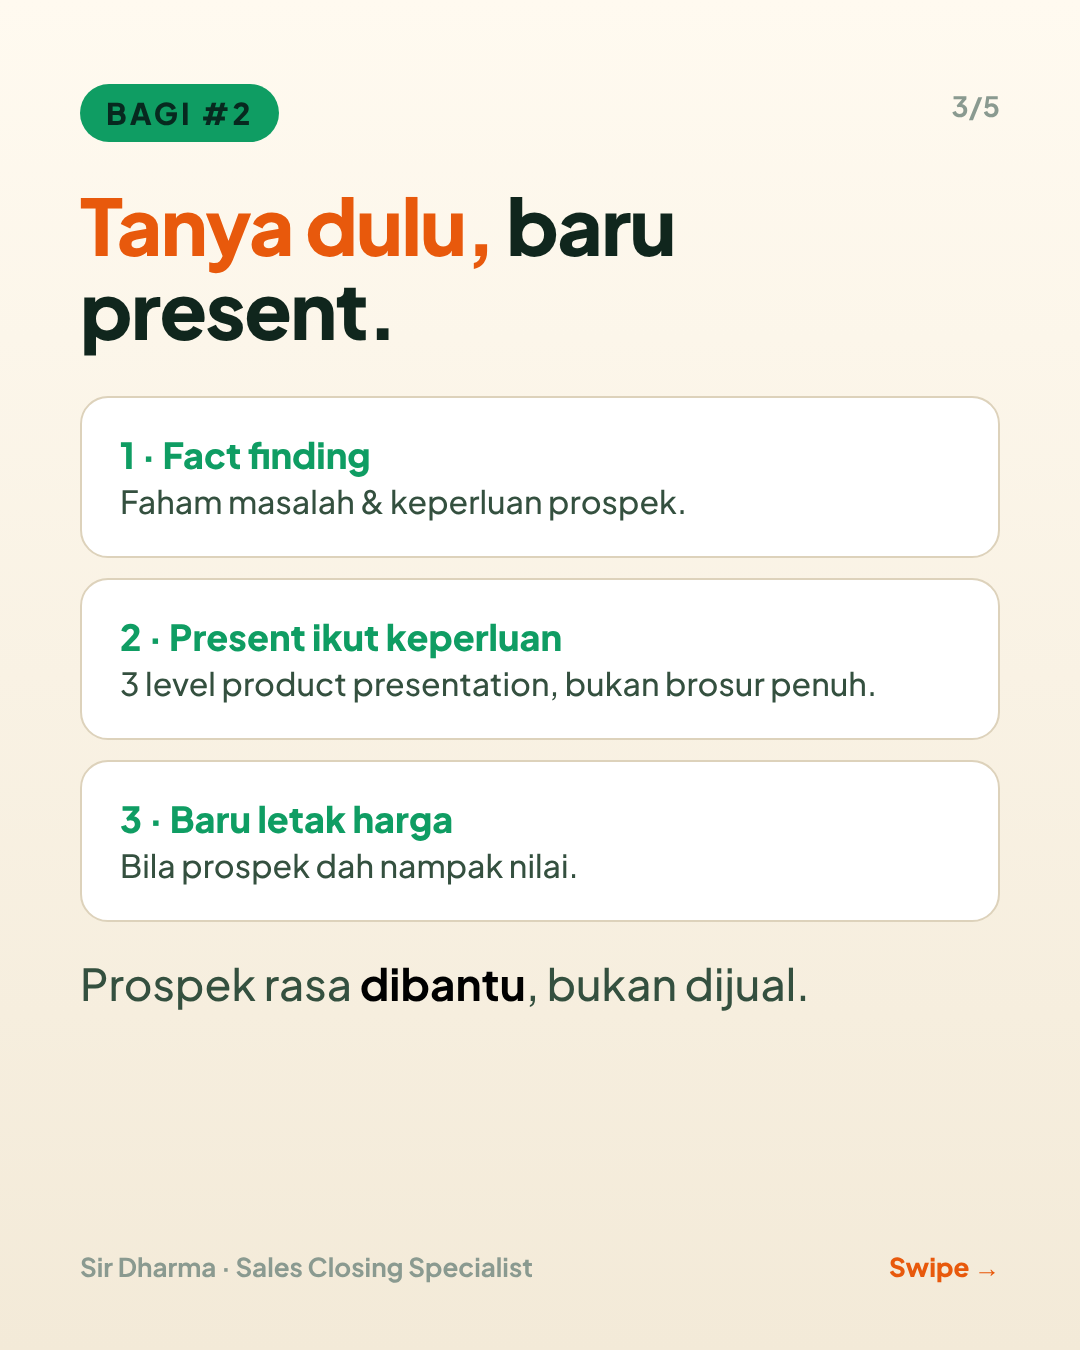 BAGI #2
3/5
Tanya dulu, baru
present.
1 · Fact finding
Faham masalah & keperluan prospek.
2 · Present ikut keperluan
3 level product presentation, bukan brosur penuh.
3 · Baru letak harga
Bila prospek dah nampak nilai.
Prospek rasa dibantu, bukan dijual.
Sir Dharma · Sales Closing Specialist
Swipe →